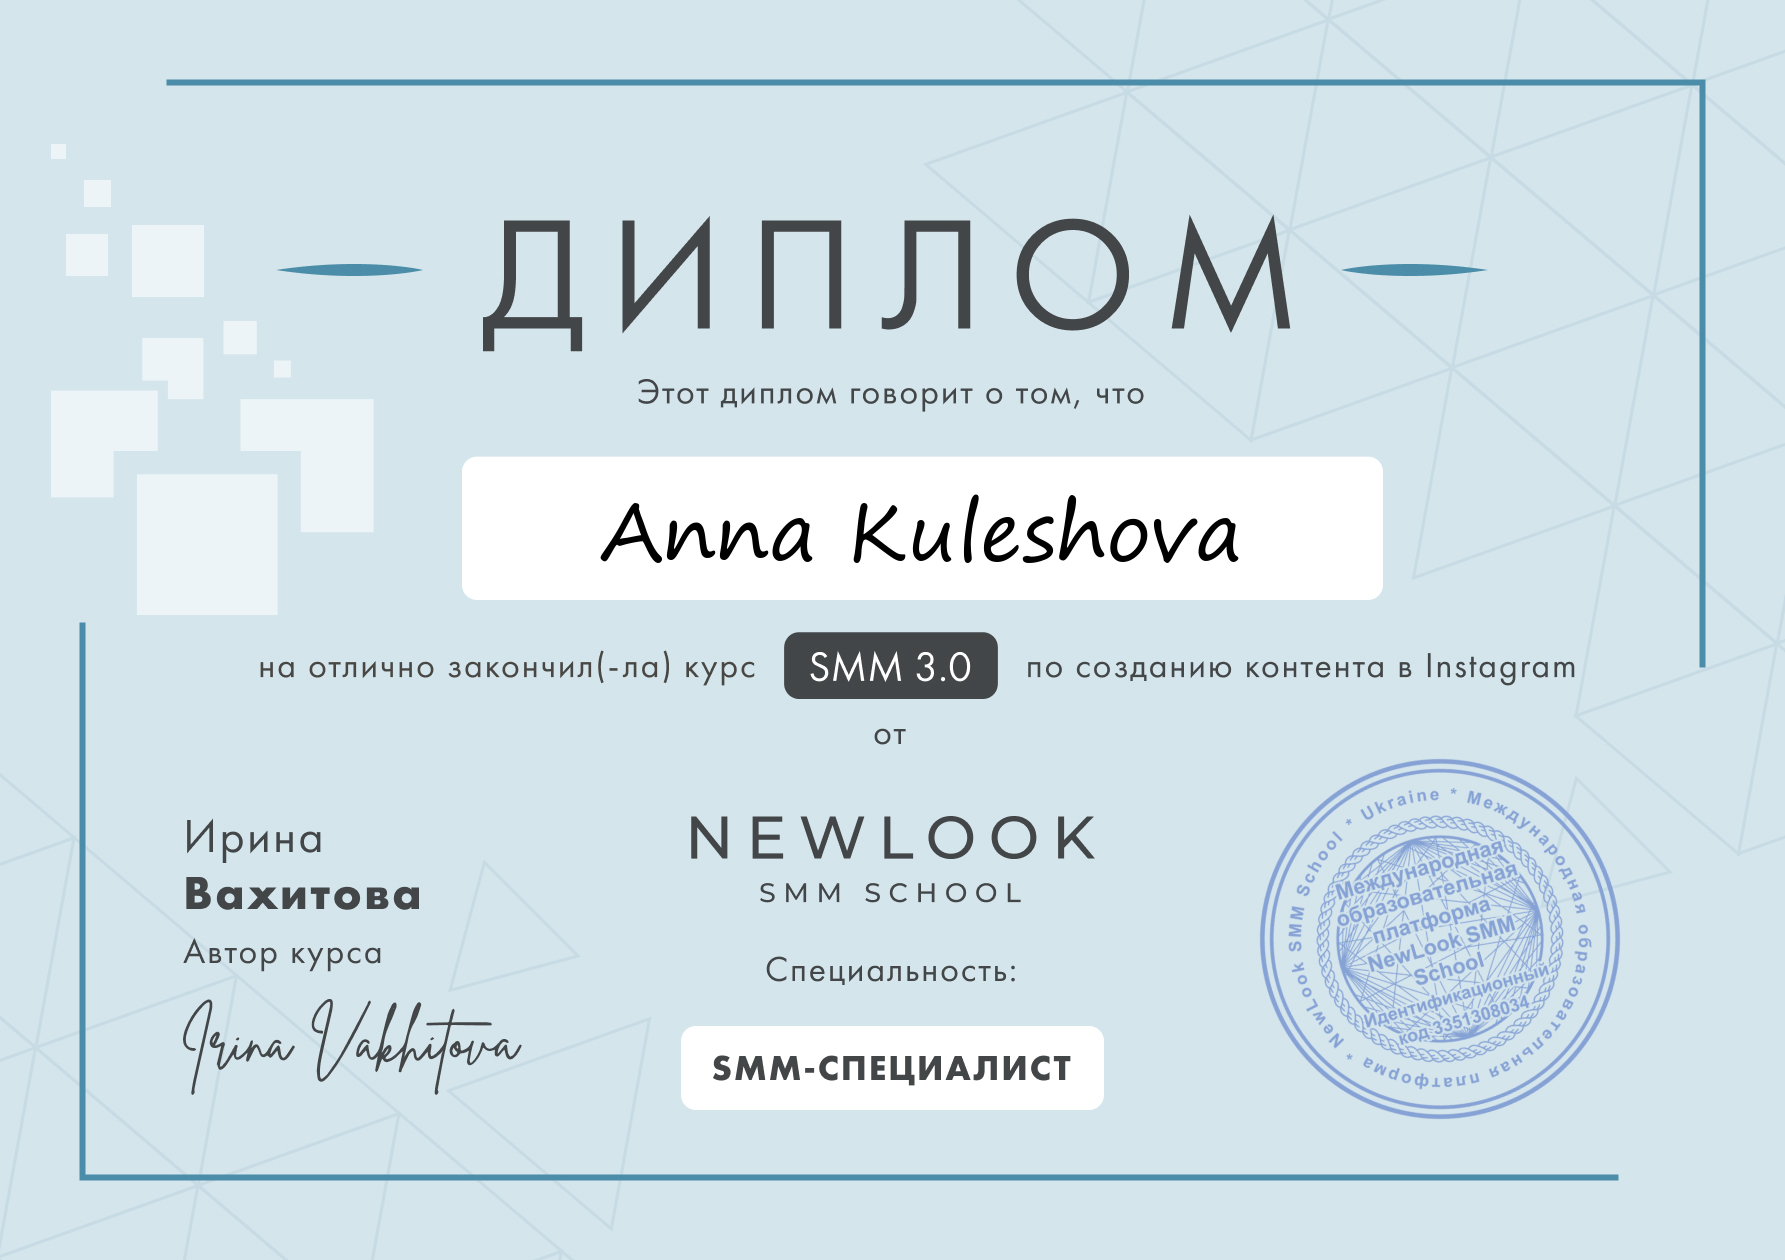 ДИПЛОМ
Этот диплом говорит о том, что
Anna Kuleshova
на отлично закончил(-ла) курс SMM 3.0 по созданию контента в Instagram
от
Ирина
Вахитова
Автор курса
Irina Vakhitova
NEWLOOK
SMM SCHOOL
Специальность:
SMM-СПЕЦИАЛИСТ
* Ukraine * Международная образовательная платформа * NewLook SMM School
Международная
образовательная
платформа
NewLook SMM
School
Идентификационный
код 3351308034